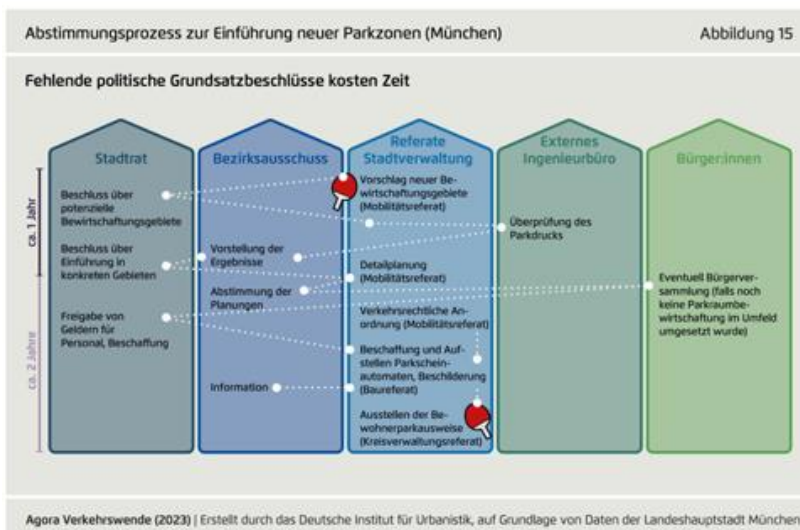 Abstimmungsprozess zur Einführung neuer Parkzonen (München)
Abbildung 15
Fehlende politische Grundsatzbeschlüsse kosten Zeit
ca. 1 Jahr
ca. 2 Jahre
Stadtrat
Beschluss über
potenzielle
Bewirtschaftungsgebiete
Beschluss über
Einführung in
konkreten Gebieten
Freigabe von
Geldern für
Personal, Beschaffung
Bezirksausschuss
Vorstellung der
Ergebnisse
Abstimmung der
Planungen
Information
Referate
Stadtverwaltung
Vorschlag neuer Be-
wirtschaftungsgebiete
(Mobilitätsreferat)
Detailplanung
(Mobilitätsreferat)
Verkehrsrechtliche An-
ordnung (Mobilitätsreferat)
Beschaffung und Auf-
stellen Parkschein-
automaten, Beschilderung
(Baureferat)
Ausstellen der Be-
wohnerparkausweise
(Kreisverwaltungsreferat)
Externes
Ingenieurbüro
Überprüfung des
Parkdrucks
Bürger:innen
Eventuell Bürgerver-
sammlung (falls noch
keine Parkraumbe-
wirtschaftung im Umfeld
umgesetzt wurde)
Agora Verkehrswende (2023) | Erstellt durch das Deutsche Institut für Urbanistik, auf Grundlage von Daten der Landeshauptstadt München